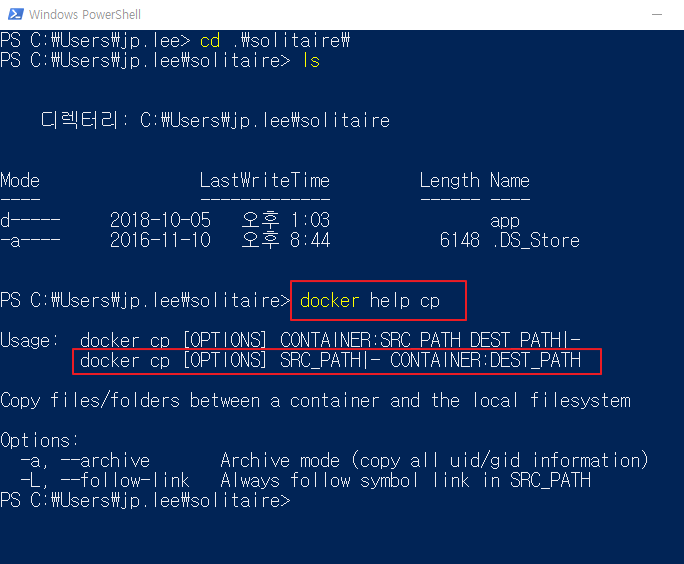 Windows PowerShell
PS C:₩Users₩jp.lee> cd .₩solitaire₩
PS C:₩Users₩jp.lee₩solitaire> ls
디렉터리: C:₩Users₩jp.lee₩solitaire
Mode                LastWriteTime         Length Name
----                -------------         ------ ----
d-----     2018-10-05   오후 1:03                app
-a----     2016-11-10   오후 8:44           6148 .DS_Store
PS C:₩Users₩jp.lee₩solitaire> docker help cp
Usage:  docker cp [OPTIONS] CONTAINER:SRC_PATH DEST_PATH|-
        docker cp [OPTIONS] SRC_PATH|- CONTAINER:DEST_PATH
Copy files/folders between a container and the local filesystem
Options:
  -a, --archive       Archive mode (copy all uid/gid information)
  -L, --follow-link   Always follow symbol link in SRC_PATH
PS C:₩Users₩jp.lee₩solitaire>